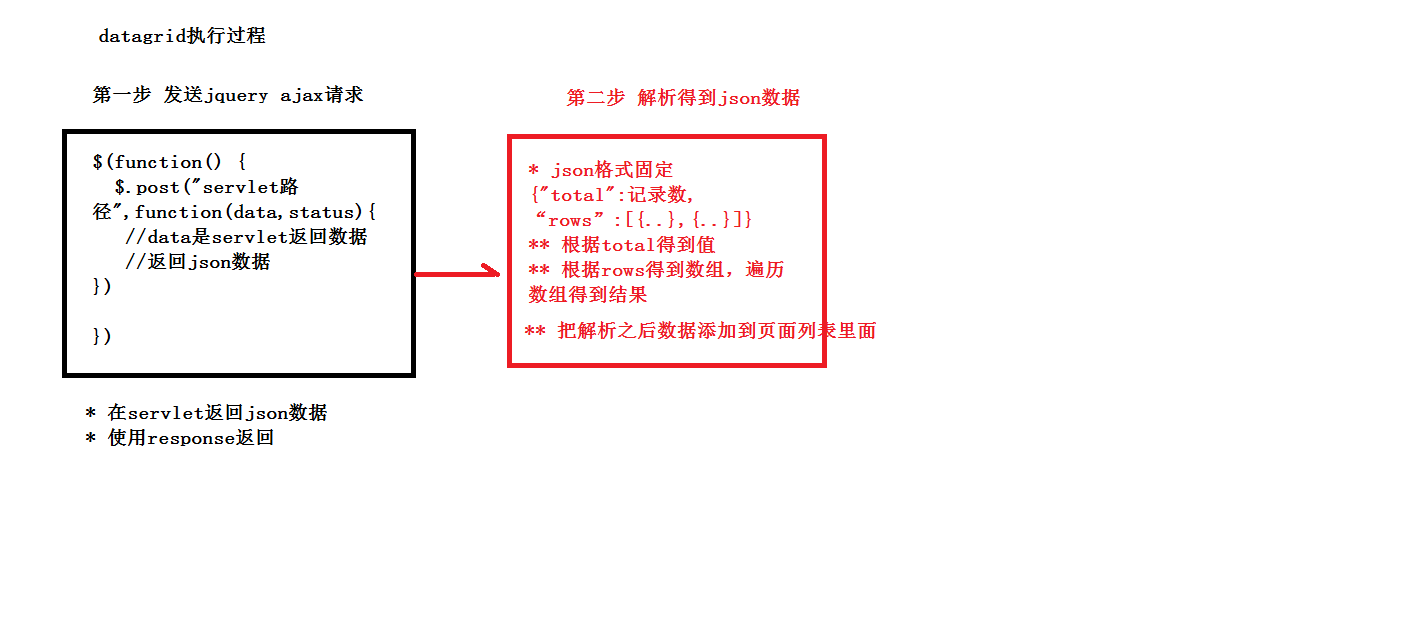 datagrid执行过程
第一步 发送jquery ajax请求
$(function() {
$.post("servlet路
径",function(data,status){
//data是servlet返回数据
//返回json数据
})
})
* 在servlet返回json数据
* 使用response返回
第二步 解析得到json数据
* json格式固定
{"total":记录数,
“rows”:[{..},{..}]}
** 根据total得到值
** 根据rows得到数组，遍历
数组得到结果
** 把解析之后数据添加到页面列表里面